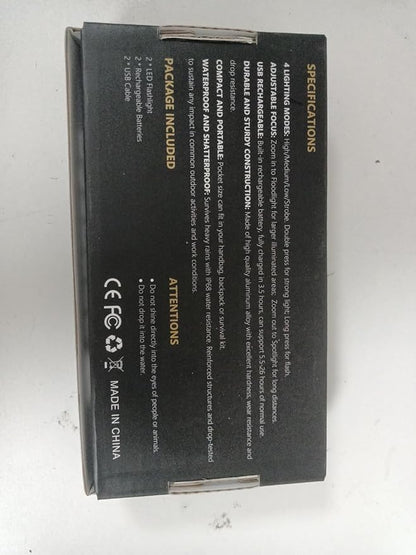 SPECIFICATIONS
4 LIGHTING MODES: High/Medium/Low/Strobe. Double press for strong light; Long press for flash.
ADJUSTABLE FOCUS: Zoom in to Floodlight for larger illuminated areas; Zoom out to Spotlight for long distances.
USB RECHARGEABLE: Built-in rechargeable battery, fully charged in 3.5 hours, can support 5.5-26 hours of normal use.
DURABLE AND STURDY CONSTRUCTION: Made of high quality aluminum alloy with excellent hardness, wear resistance and
drop resistance.
COMPACT AND PORTABLE: Pocket size can fit in your handbag, backpack or survival kit.
WATERPROOF AND SHATTERPROOF: Survives heavy rains with IP68 water resistance. Reinforced structures and drop-tested
to sustain any impact in common outdoor activities and work conditions.
PACKAGE INCLUDED
2 * LED Flashlight
2 * Rechargeable Batteries
2 * USB Cable
ATTENTIONS
• Do not shine directly into the eyes of people or animals.
• Do not drop it into the water.
CE FC MADE IN CHINA